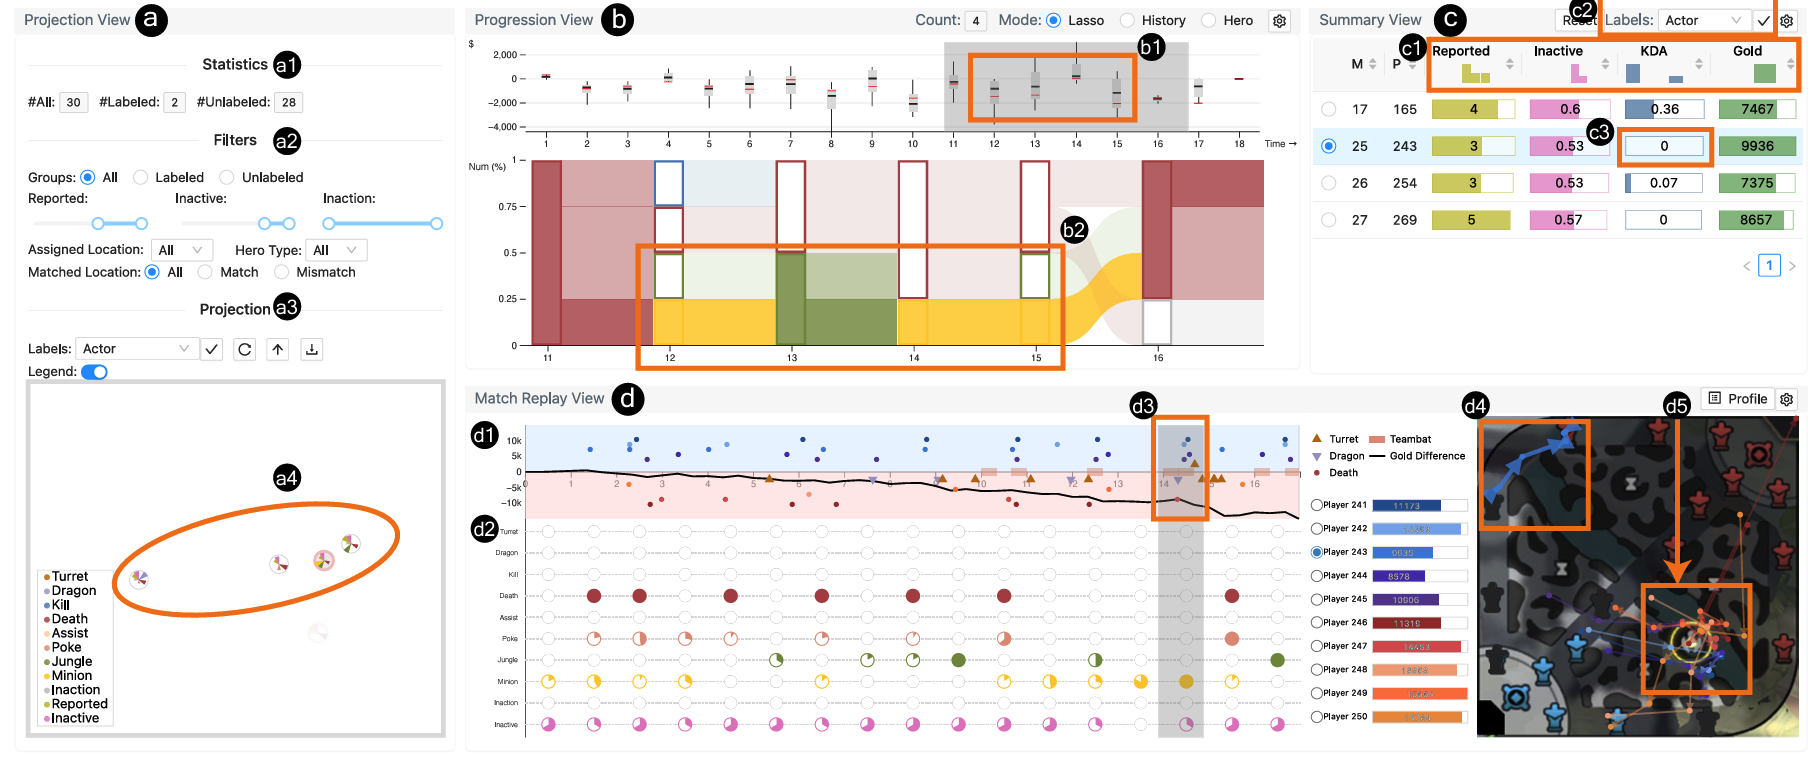 Projection View a
Statistics a1
#All: 30 #Labeled: 2 #Unlabeled: 28
Filters a2
Groups: All Labeled Unlabeled
Reported: Inactive: Inaction:
Assigned Location: All Hero Type: All
Matched Location: All Match Mismatch
Projection a3
Labels: Actor
Legend:
a4
Turret
Dragon
Kill
Death
Assist
Poke
Jungle
Minion
Inaction
Reported
Inactive
Progression View b Count: 4 Mode: Lasso History Hero
$
b1
2,000
0
−2,000
−4,000
1 2 3 4 5 6 7 8 9 10 11 12 13 14 15 16 17 18 Time →
Num (%)
1
0.75
0.5
0.25
0
b2
11 12 13 14 15 16
Summary View c Reset c2 Labels: Actor
c1
M P Reported Inactive KDA Gold
17 165 4 0.6 0.36 7467
c3
25 243 3 0.53 0 9936
26 254 3 0.53 0.07 7375
27 269 5 0.57 0 8657
< 1 >
Match Replay View d d3 d4 d5 Profile
d1
10k
5k
0
−5k
−10k
0 1 2 3 4 5 6 7 8 9 10 11 12 13 14 15 16
Turret Teambat
Dragon Gold Difference
Death
d2
Turret
Dragon
Kill
Death
Assist
Poke
Jungle
Minion
Inaction
Inactive
Player 241 11173
Player 242
Player 243
Player 244 8578
Player 245 10906
Player 246 11319
Player 247
Player 248
Player 249
Player 250